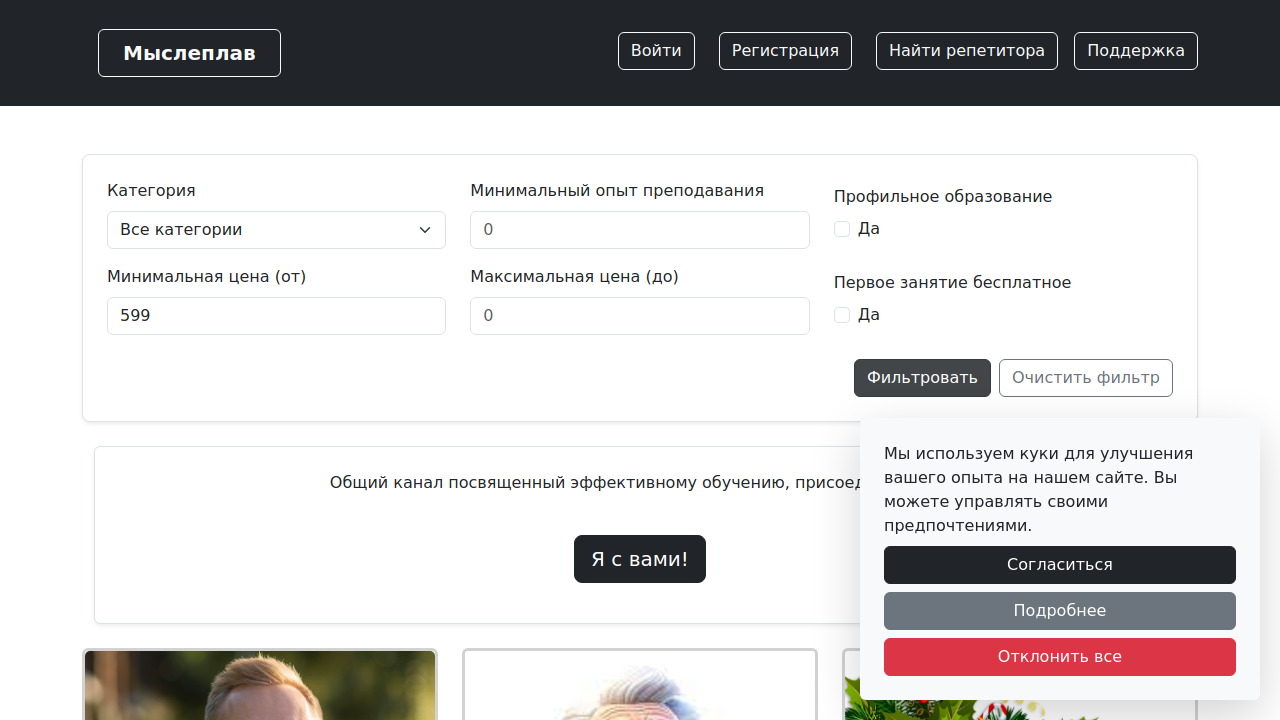 Мыслеплав
Войти
Регистрация
Найти репетитора
Поддержка
Категория
Все категории
Минимальный опыт преподавания
0
Профильное образование
Да
Минимальная цена (от)
599
Максимальная цена (до)
0
Первое занятие бесплатное
Да
Фильтровать
Очистить фильтр
Общий канал посвященный эффективному обучению, присоед
Я с вами!
Мы используем куки для улучшения
вашего опыта на нашем сайте. Вы
можете управлять своими
предпочтениями.
Согласиться
Подробнее
Отклонить все